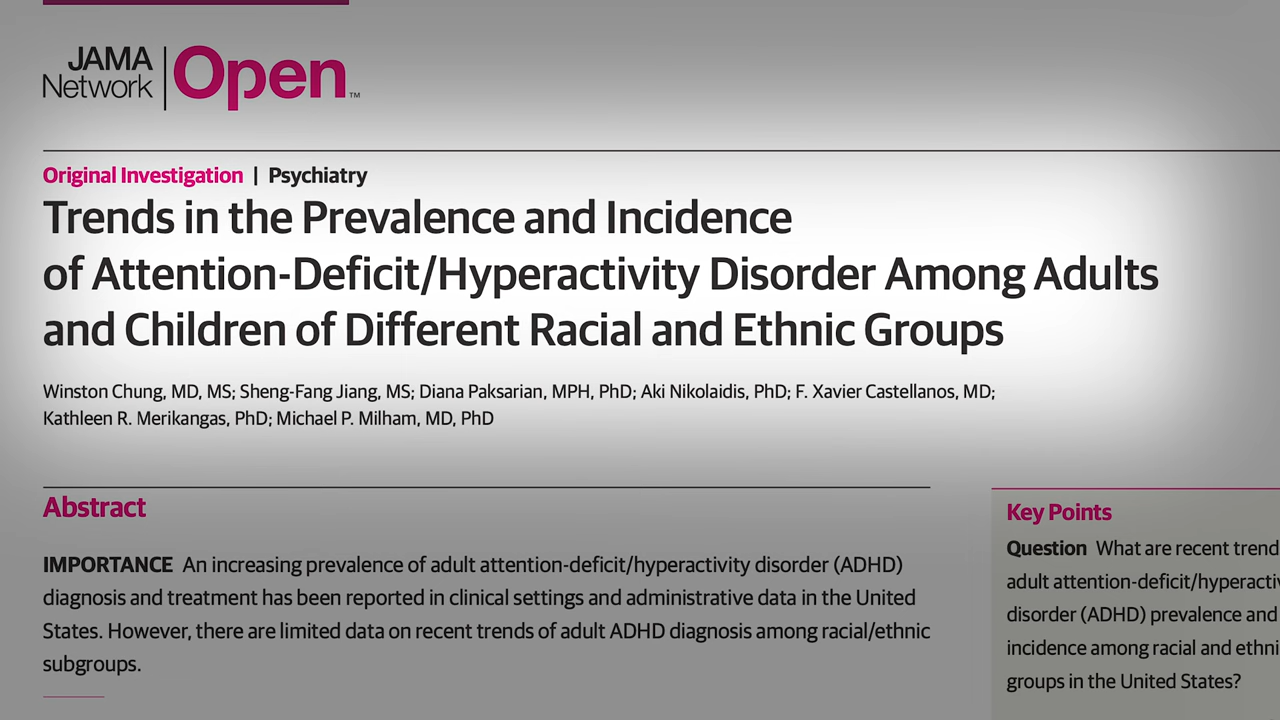 JAMA
Network
Open™
Original Investigation | Psychiatry
Trends in the Prevalence and Incidence
of Attention-Deficit/Hyperactivity Disorder Among Adults
and Children of Different Racial and Ethnic Groups
Winston Chung, MD, MS; Sheng-Fang Jiang, MS; Diana Paksarian, MPH, PhD; Aki Nikolaidis, PhD; F. Xavier Castellanos, MD;
Kathleen R. Merikangas, PhD; Michael P. Milham, MD, PhD
Abstract
IMPORTANCE An increasing prevalence of adult attention-deficit/hyperactivity disorder (ADHD)
diagnosis and treatment has been reported in clinical settings and administrative data in the United
States. However, there are limited data on recent trends of adult ADHD diagnosis among racial/ethnic
subgroups.
Key Points
Question What are recent trend
adult attention-deficit/hyperactiv
disorder (ADHD) prevalence and
incidence among racial and ethni
groups in the United States?